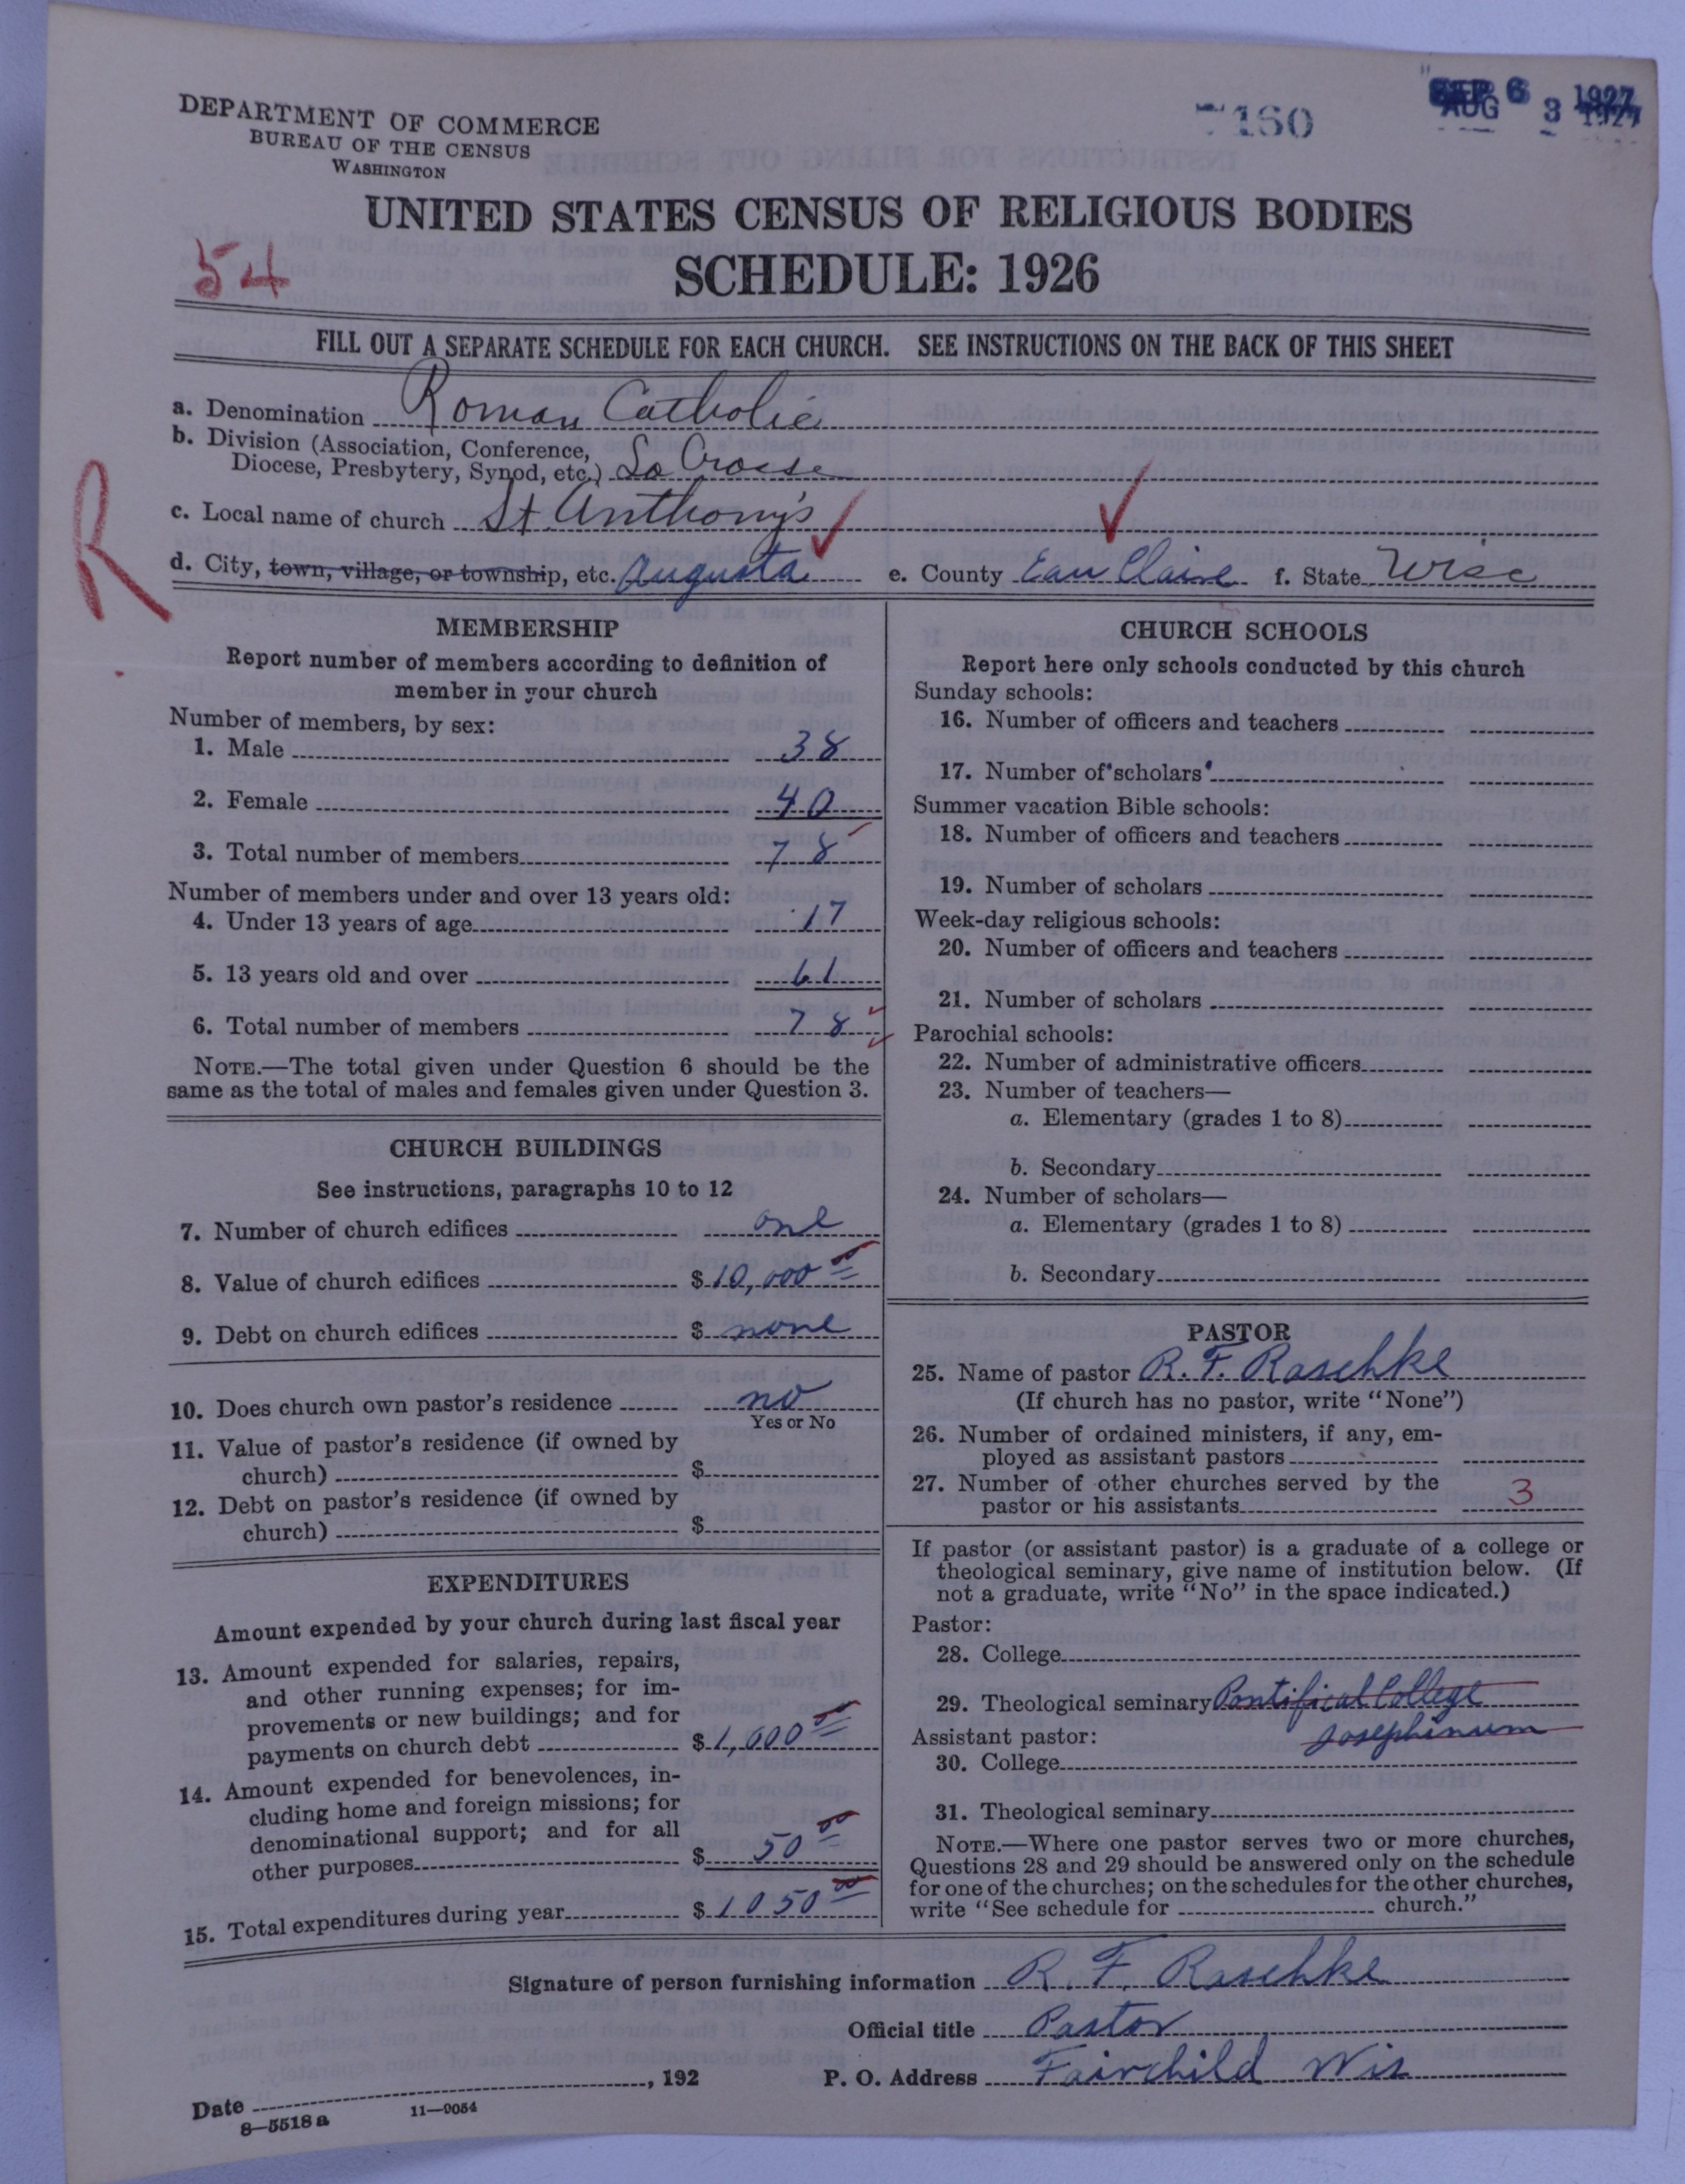 DEPARTMENT OF COMMERCE
BUREAU OF THE CENSUS
WASHINGTON
7160
SEP 6 1927
AUG 3 1927
UNITED STATES CENSUS OF RELIGIOUS BODIES
54
SCHEDULE: 1926
FILL OUT A SEPARATE SCHEDULE FOR EACH CHURCH. SEE INSTRUCTIONS ON THE BACK OF THIS SHEET
a. Denomination Roman Catholic
b. Division (Association, Conference,
Diocese, Presbytery, Synod, etc.) La Crosse
R
c. Local name of church St Anthony's
d. City, town, village, or township, etc. Augusta e. County Eau Claire f. State Wisc
MEMBERSHIP
Report number of members according to definition of
member in your church
Number of members, by sex:
1. Male 38
2. Female 40
3. Total number of members 78
Number of members under and over 13 years old:
4. Under 13 years of age 17
5. 13 years old and over 61
6. Total number of members 78
NOTE.—The total given under Question 6 should be the
same as the total of males and females given under Question 3.
CHURCH BUILDINGS
See instructions, paragraphs 10 to 12
7. Number of church edifices one
8. Value of church edifices $ 10,000 00
9. Debt on church edifices $ none
10. Does church own pastor's residence no
Yes or No
11. Value of pastor's residence (if owned by
church) $
12. Debt on pastor's residence (if owned by
church) $
EXPENDITURES
Amount expended by your church during last fiscal year
13. Amount expended for salaries, repairs,
and other running expenses; for im-
provements or new buildings; and for
payments on church debt $ 1,000 00
14. Amount expended for benevolences, in-
cluding home and foreign missions; for
denominational support; and for all
other purposes $ 50 00
15. Total expenditures during year $ 1050 00
CHURCH SCHOOLS
Report here only schools conducted by this church
Sunday schools:
16. Number of officers and teachers
17. Number of scholars
Summer vacation Bible schools:
18. Number of officers and teachers
19. Number of scholars
Week-day religious schools:
20. Number of officers and teachers
21. Number of scholars
Parochial schools:
22. Number of administrative officers
23. Number of teachers—
a. Elementary (grades 1 to 8)
b. Secondary
24. Number of scholars—
a. Elementary (grades 1 to 8)
b. Secondary
PASTOR
25. Name of pastor R. F. Raschke
(If church has no pastor, write "None")
26. Number of ordained ministers, if any, em-
ployed as assistant pastors
27. Number of other churches served by the
pastor or his assistants 3
If pastor (or assistant pastor) is a graduate of a college or
theological seminary, give name of institution below. (If
not a graduate, write "No" in the space indicated.)
Pastor:
28. College
29. Theological seminary Pontifical College
Josephinum
Assistant pastor:
30. College
31. Theological seminary
NOTE.—Where one pastor serves two or more churches,
Questions 28 and 29 should be answered only on the schedule
for one of the churches; on the schedules for the other churches,
write "See schedule for church."
Signature of person furnishing information R. F. Raschke
Official title Pastor
Date , 192 P. O. Address Fairchild Wis
8—5518 a 11—9054